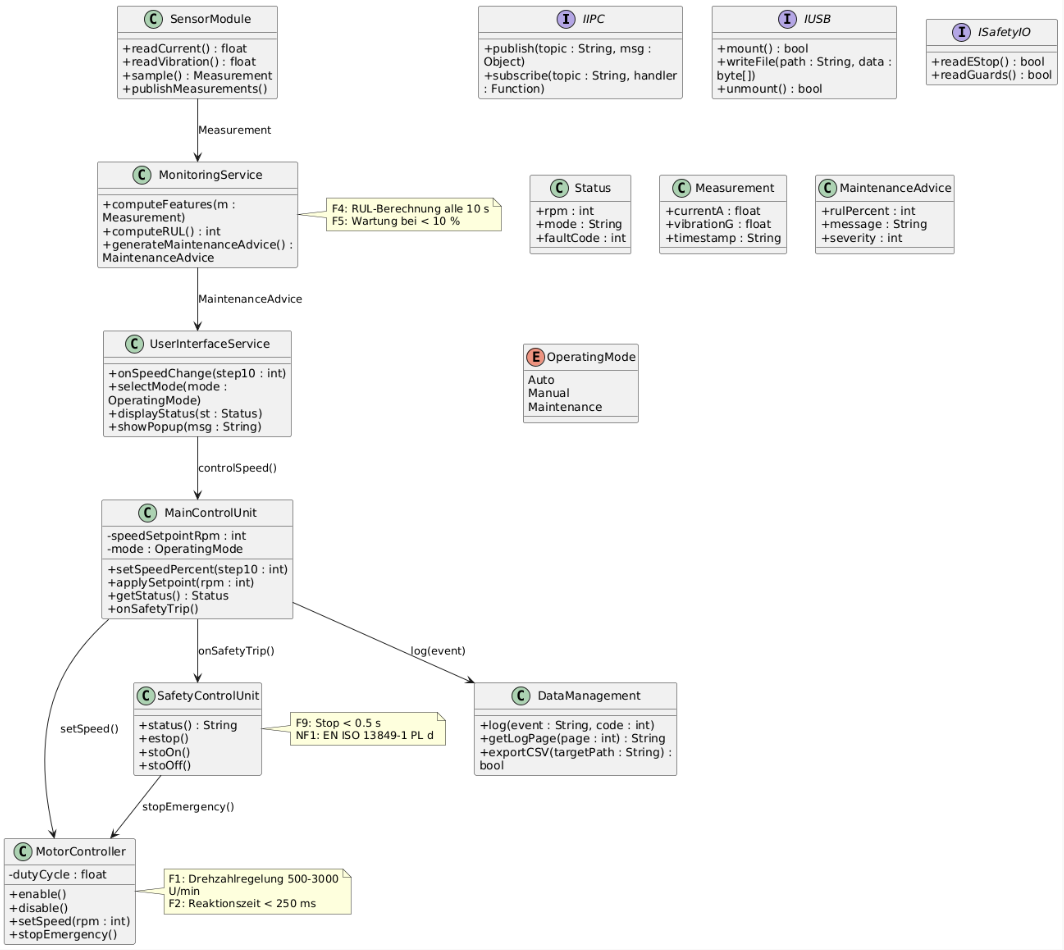 C SensorModule
+readCurrent() : float
+readVibration() : float
+sample() : Measurement
+publishMeasurements()
I IIPC
+publish(topic : String, msg :
Object)
+subscribe(topic : String, handler
: Function)
I IUSB
+mount() : bool
+writeFile(path : String, data :
byte[])
+unmount() : bool
I ISafetyIO
+readEStop() : bool
+readGuards() : bool
Measurement
C MonitoringService
+computeFeatures(m :
Measurement)
+computeRUL() : int
+generateMaintenanceAdvice() :
MaintenanceAdvice
F4: RUL-Berechnung alle 10 s
F5: Wartung bei < 10 %
C Status
+rpm : int
+mode : String
+faultCode : int
C Measurement
+currentA : float
+vibrationG : float
+timestamp : String
C MaintenanceAdvice
+rulPercent : int
+message : String
+severity : int
MaintenanceAdvice
C UserInterfaceService
+onSpeedChange(step10 : int)
+selectMode(mode :
OperatingMode)
+displayStatus(st : Status)
+showPopup(msg : String)
E OperatingMode
Auto
Manual
Maintenance
controlSpeed()
C MainControlUnit
-speedSetpointRpm : int
-mode : OperatingMode
+setSpeedPercent(step10 : int)
+applySetpoint(rpm : int)
+getStatus() : Status
+onSafetyTrip()
onSafetyTrip()
log(event)
C SafetyControlUnit
+status() : String
+estop()
+stoOn()
+stoOff()
F9: Stop < 0.5 s
NF1: EN ISO 13849-1 PL d
C DataManagement
+log(event : String, code : int)
+getLogPage(page : int) : String
+exportCSV(targetPath : String) :
bool
setSpeed()
stopEmergency()
C MotorController
-dutyCycle : float
+enable()
+disable()
+setSpeed(rpm : int)
+stopEmergency()
F1: Drehzahlregelung 500-3000
U/min
F2: Reaktionszeit < 250 ms